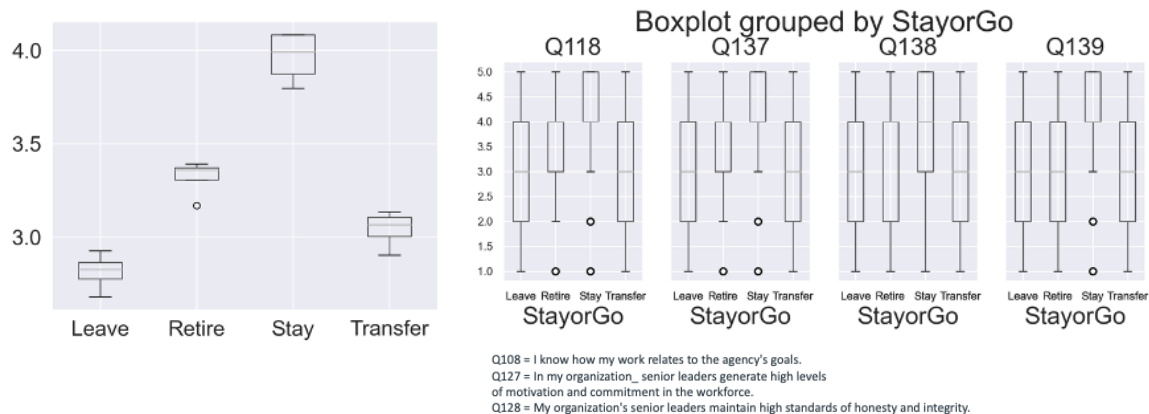 4.0
3.5
3.0
Leave Retire Stay Transfer
Boxplot grouped by StayorGo
Q118 Q137 Q138 Q139
5.0
4.5
4.0
3.5
3.0
2.5
2.0
1.5
1.0
Leave Retire Stay Transfer Leave Retire Stay Transfer Leave Retire Stay Transfer Leave Retire Stay Transfer
StayorGo StayorGo StayorGo StayorGo
Q108 = I know how my work relates to the agency's goals.
Q127 = In my organization_ senior leaders generate high levels
of motivation and commitment in the workforce.
Q128 = My organization's senior leaders maintain high standards of honesty and integrity.